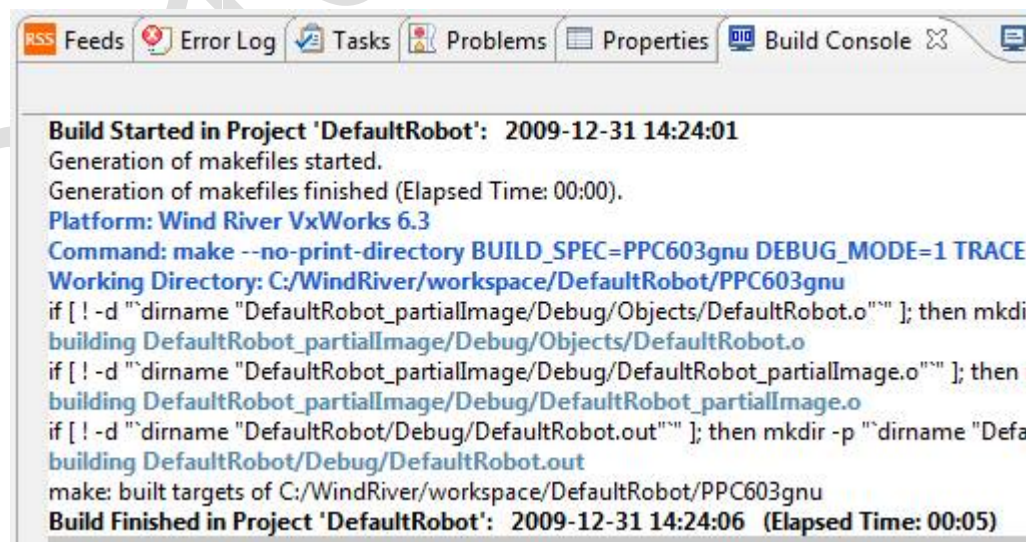 RSS Feeds Error Log Tasks Problems Properties 010 Build Console
Build Started in Project 'DefaultRobot': 2009-12-31 14:24:01
Generation of makefiles started.
Generation of makefiles finished (Elapsed Time: 00:00).
Platform: Wind River VxWorks 6.3
Command: make --no-print-directory BUILD_SPEC=PPC603gnu DEBUG_MODE=1 TRACE
Working Directory: C:/WindRiver/workspace/DefaultRobot/PPC603gnu
if [ ! -d "`dirname "DefaultRobot_partialImage/Debug/Objects/DefaultRobot.o"`" ]; then mkdi
building DefaultRobot_partialImage/Debug/Objects/DefaultRobot.o
if [ ! -d "`dirname "DefaultRobot_partialImage/Debug/DefaultRobot_partialImage.o"`" ]; then
building DefaultRobot_partialImage/Debug/DefaultRobot_partialImage.o
if [ ! -d "`dirname "DefaultRobot/Debug/DefaultRobot.out"`" ]; then mkdir -p "`dirname "Defa
building DefaultRobot/Debug/DefaultRobot.out
make: built targets of C:/WindRiver/workspace/DefaultRobot/PPC603gnu
Build Finished in Project 'DefaultRobot': 2009-12-31 14:24:06 (Elapsed Time: 00:05)